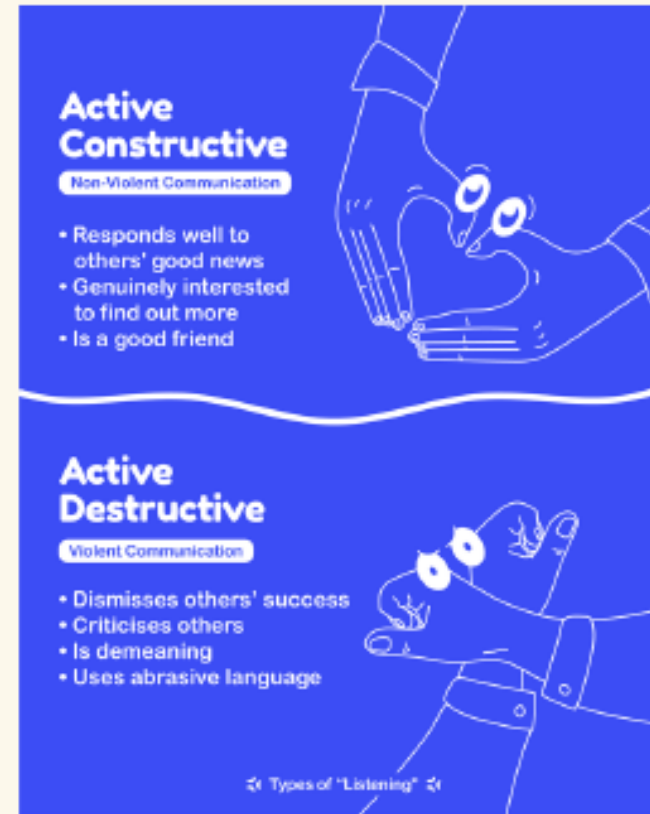 Active
Constructive
Non-Violent Communication
• Responds well to
others' good news
• Genuinely interested
to find out more
• Is a good friend
Active
Destructive
Violent Communication
• Dismisses others' success
• Criticises others
• Is demeaning
• Uses abrasive language
Types of "Listening"